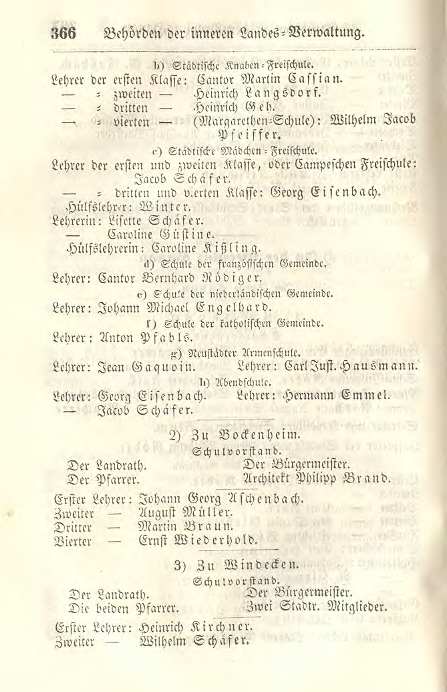 366 Behörden der inneren Landes-Verwaltung.
b) Städtische Knaben-Freischule.
Lehrer der ersten Klasse: Cantor Martin Cassian.
— - zweiten — Heinrich Langsdorf.
— - dritten — Heinrich Geh.
— - vierten — (Margarethen-Schule): Wilhelm Jacob
Pfeiffer.
c) Städtische Mädchen-Freischule.
Lehrer der ersten und zweiten Klasse, oder Campeschen Freischule:
Jacob Schäfer.
— - dritten und vierten Klasse: Georg Eisenbach.
Hülfslehrer: Winter.
Lehrerin: Lisette Schäfer.
— Caroline Güstine.
Hülfslehrerin: Caroline Kißling.
d) Schule der französischen Gemeinde.
Lehrer: Cantor Bernhard Rödiger.
e) Schule der niederländischen Gemeinde.
Lehrer: Johann Michael Engelhard.
f) Schule der katholischen Gemeinde.
Lehrer: Anton Pfahls.
g) Neustädter Armenschule.
Lehrer: Jean Gaquoin. Lehrer: Carl Just. Hausmann.
h) Abendschule.
Lehrer: Georg Eisenbach. Lehrer: Hermann Emmel.
— Jacob Schäfer.
2) Zu Bockenheim.
Schulvorstand.
Der Landrath. Der Bürgermeister.
Der Pfarrer. Architekt Philipp Brand.
Erster Lehrer: Johann Georg Aschenbach.
Zweiter — August Müller.
Dritter — Martin Braun.
Vierter — Ernst Wiederhold.
3) Zu Windecken.
Schulvorstand.
Der Landrath. Der Bürgermeister.
Die beiden Pfarrer. Zwei Stadtr. Mitglieder.
Erster Lehrer: Heinrich Kirchner.
Zweiter — Wilhelm Schäfer.